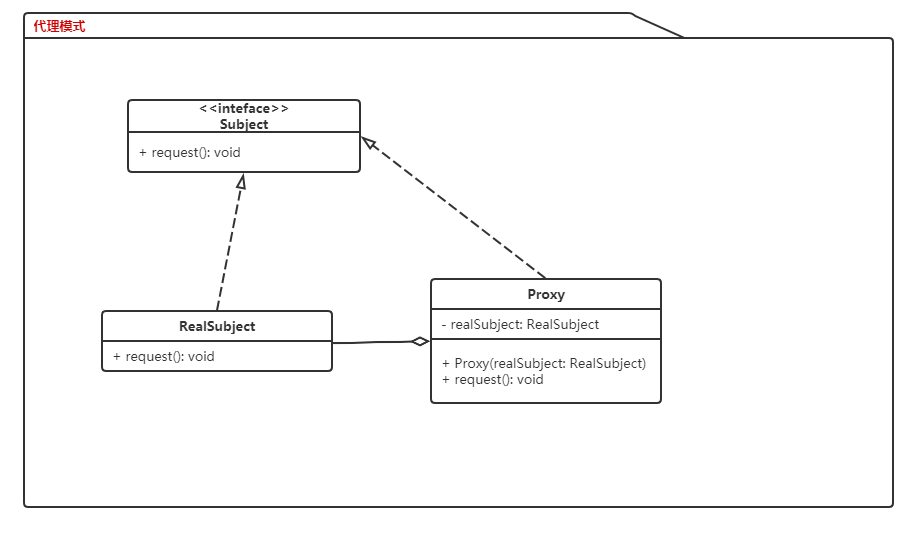 代理模式
<<inteface>>
Subject
+ request(): void
RealSubject
+ request(): void
Proxy
- realSubject: RealSubject
+ Proxy(realSubject: RealSubject)
+ request(): void